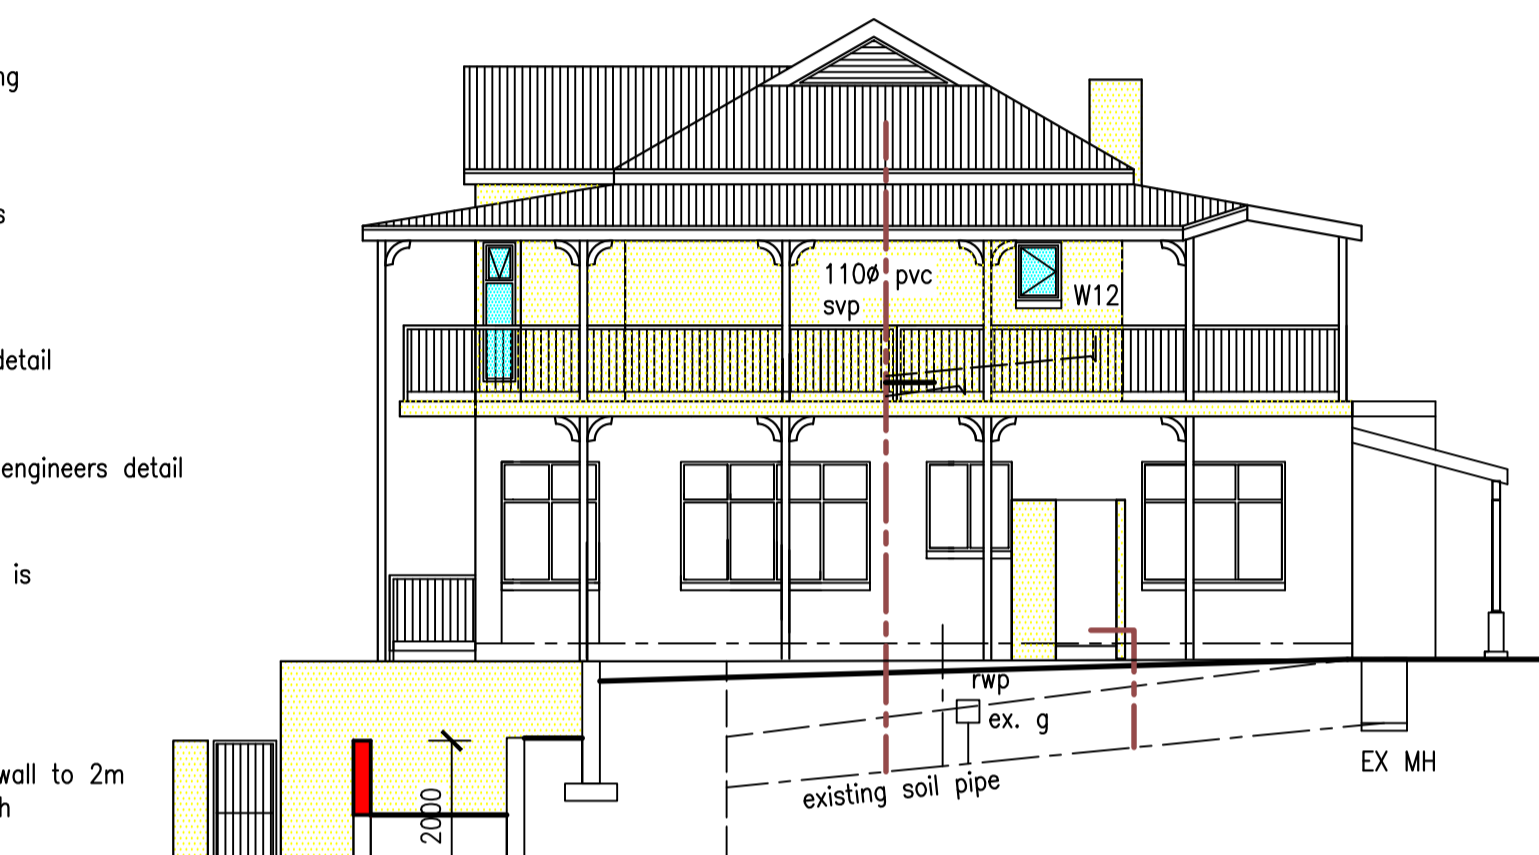 ng
s
detail
engineers detail
is
wall to 2m
h
110ø pvc
svp
W12
rwp
ex. g
existing soil pipe
EX MH
2000